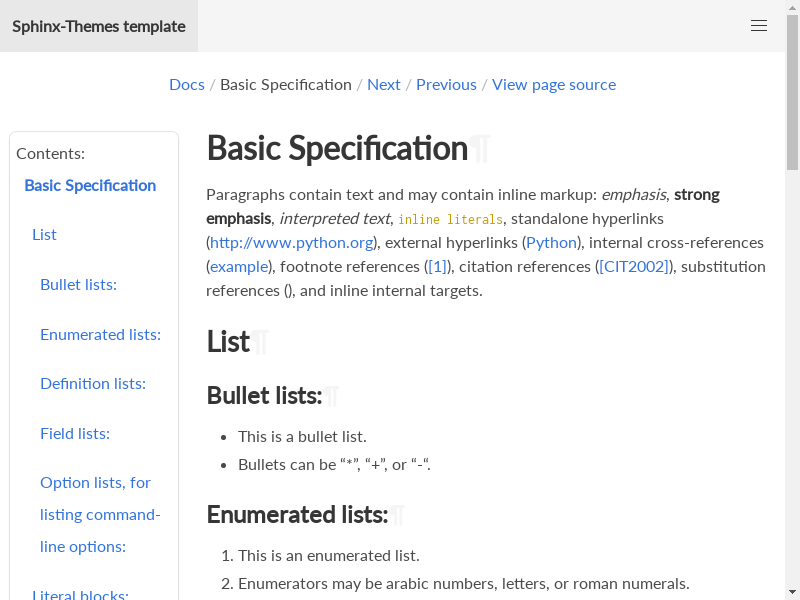 Sphinx-Themes template
Docs / Basic Specification / Next / Previous / View page source
Contents:
Basic Specification
List
Bullet lists:
Enumerated lists:
Definition lists:
Field lists:
Option lists, for
listing command-
line options:
Literal blocks:
Basic Specification¶
Paragraphs contain text and may contain inline markup: emphasis, strong
emphasis, interpreted text, inline literals, standalone hyperlinks
(http://www.python.org), external hyperlinks (Python), internal cross-references
(example), footnote references ([1]), citation references ([CIT2002]), substitution
references (), and inline internal targets.
List¶
Bullet lists:¶
• This is a bullet list.
• Bullets can be “*”, “+”, or “-“.
Enumerated lists:¶
1. This is an enumerated list.
2. Enumerators may be arabic numbers, letters, or roman numerals.